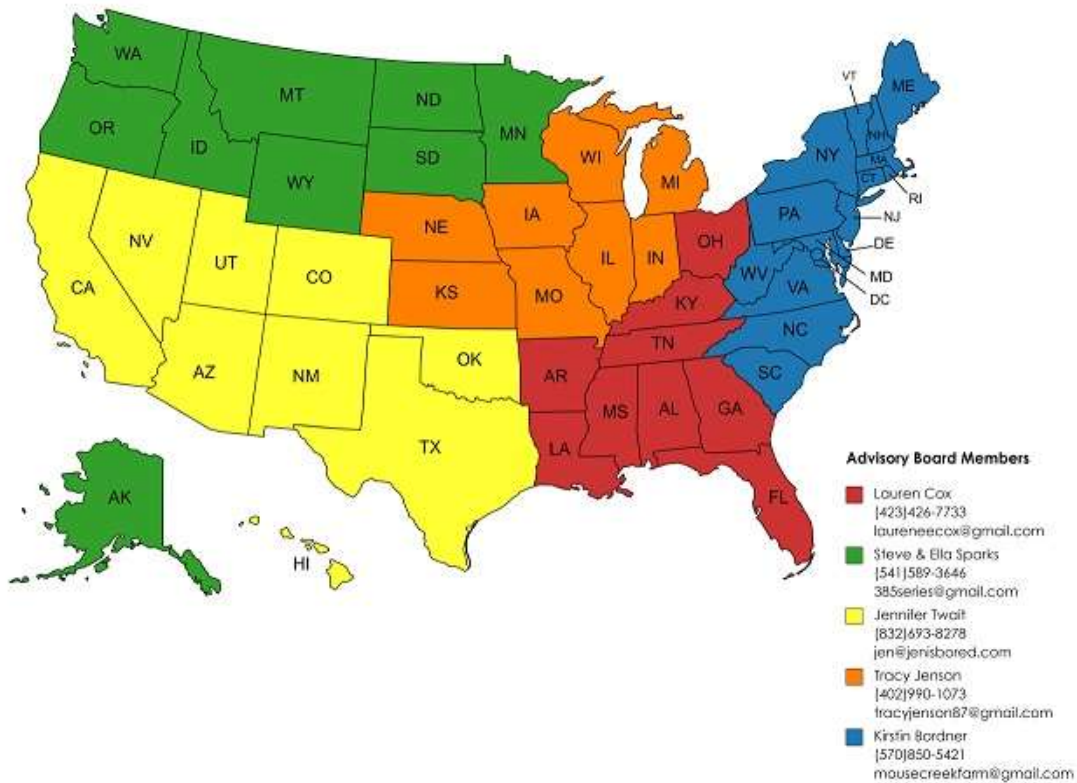 WA
MT
ND
MN
VT
ME
OR
ID
SD
WI
NY
NH
MA
WY
MI
CT
RI
IA
PA
NJ
NE
OH
NV
IL
IN
DE
UT
CO
WV
MD
CA
KS
MO
VA
DC
KY
NC
OK
TN
AZ
NM
AR
SC
MS
AL
GA
TX
LA
FL
AK
HI
Advisory Board Members
Lauren Cox
(423)426-7733
laureneecox@gmail.com
Steve & Ella Sparks
(541)589-3646
385series@gmail.com
Jennifer Twait
(832)693-8278
jen@jenisbored.com
Tracy Jenson
(402)990-1073
tracyjenson87@gmail.com
Kirstin Bordner
(570)850-5421
mousecreekfarm@gmail.com